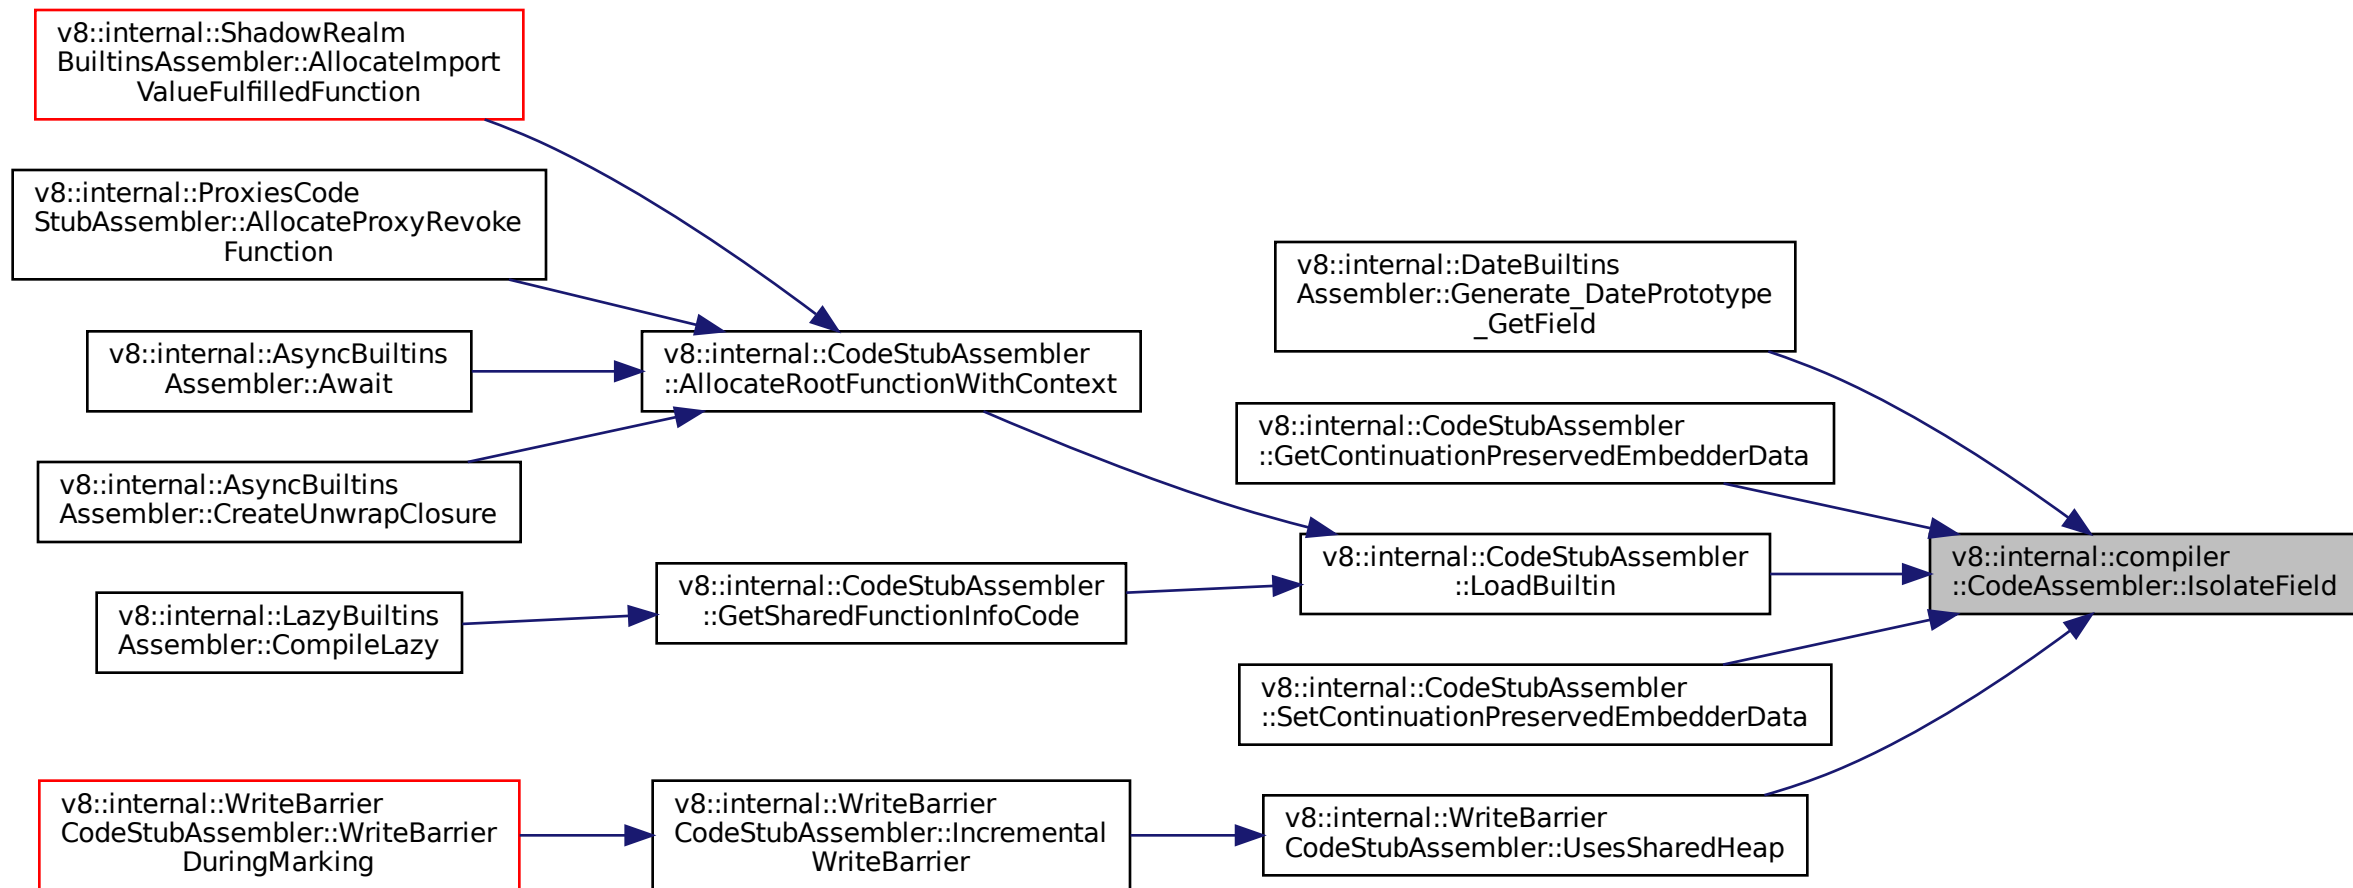 v8::internal::ShadowRealm
BuiltinsAssembler::AllocateImport
ValueFulfilledFunction
v8::internal::ProxiesCode
StubAssembler::AllocateProxyRevoke
Function
v8::internal::AsyncBuiltins
Assembler::Await
v8::internal::AsyncBuiltins
Assembler::CreateUnwrapClosure
v8::internal::LazyBuiltins
Assembler::CompileLazy
v8::internal::WriteBarrier
CodeStubAssembler::WriteBarrier
DuringMarking
v8::internal::CodeStubAssembler
::AllocateRootFunctionWithContext
v8::internal::CodeStubAssembler
::GetSharedFunctionInfoCode
v8::internal::WriteBarrier
CodeStubAssembler::Incremental
WriteBarrier
v8::internal::DateBuiltins
Assembler::Generate_DatePrototype
_GetField
v8::internal::CodeStubAssembler
::GetContinuationPreservedEmbedderData
v8::internal::CodeStubAssembler
::LoadBuiltin
v8::internal::CodeStubAssembler
::SetContinuationPreservedEmbedderData
v8::internal::WriteBarrier
CodeStubAssembler::UsesSharedHeap
v8::internal::compiler
::CodeAssembler::IsolateField